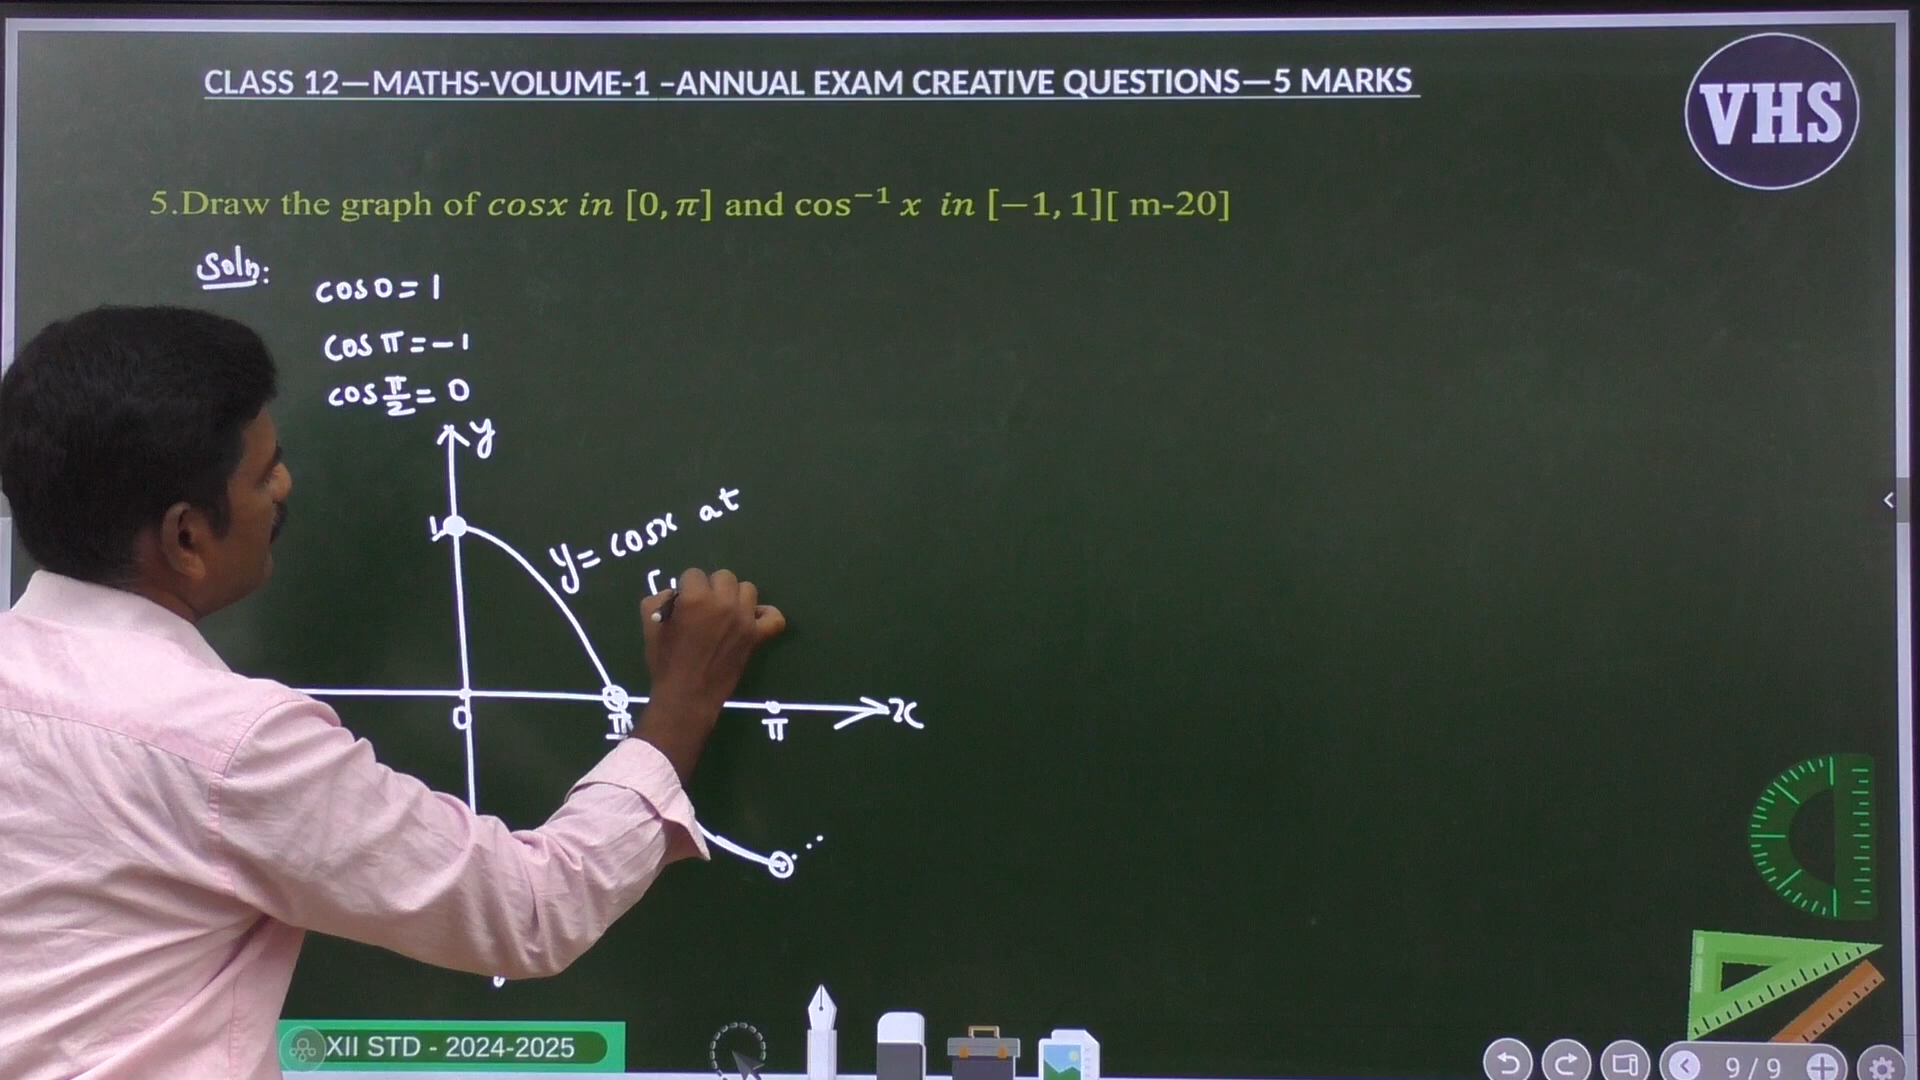 CLASS 12—MATHS-VOLUME-1 –ANNUAL EXAM CREATIVE QUESTIONS—5 MARKS
VHS
5.Draw the graph of cosx in [0, π] and cos⁻¹ x in [−1, 1][ m-20]
Soln:
cos0 = 1
cos π = −1
cos π/2 = 0
y
1
y = cosx at
[
0
π
π
x
XII STD - 2024-2025
9/9